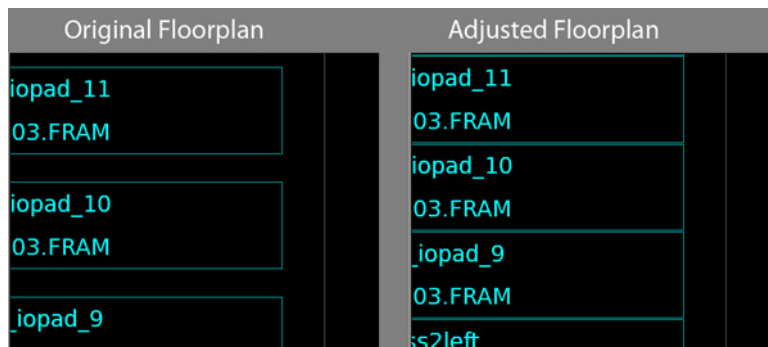 Original Floorplan
iopad_11
03.FRAM
iopad_10
03.FRAM
_iopad_9
Adjusted Floorplan
iopad_11
03.FRAM
iopad_10
03.FRAM
_iopad_9
03.FRAM
ss2left